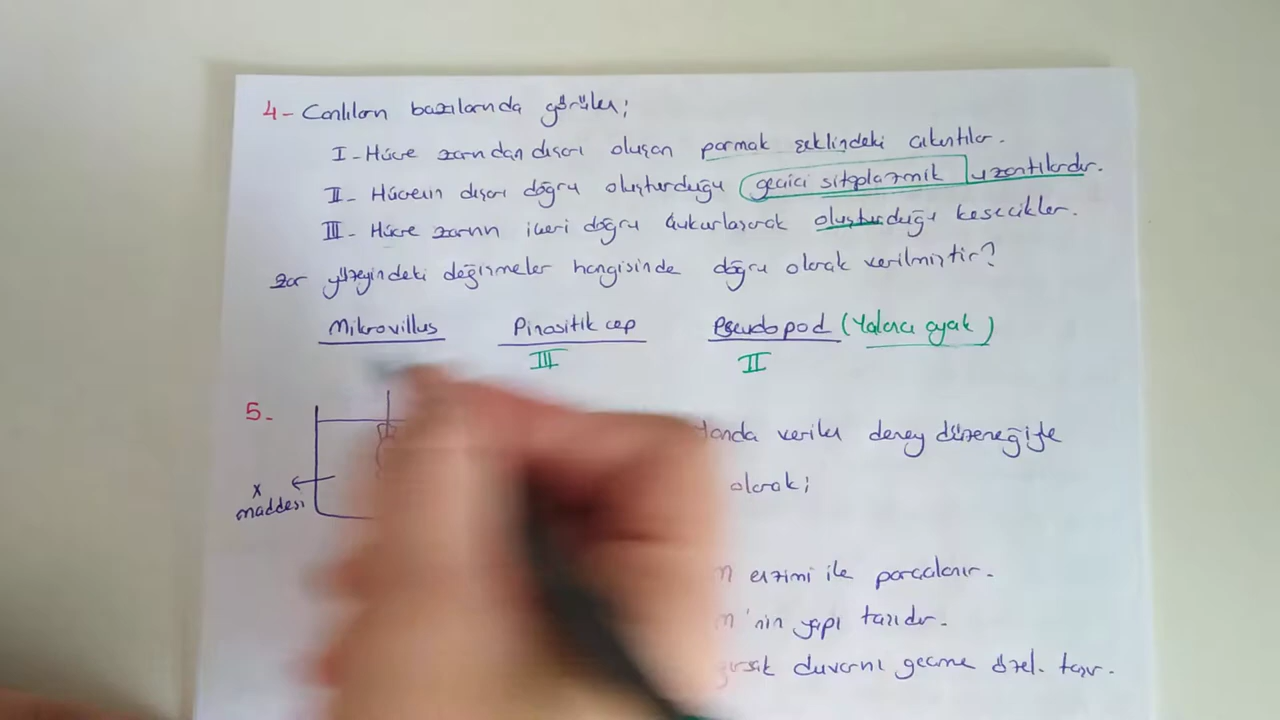 4- Canlıların bazılarında görülen;
I- Hücre zarından dışarı oluşan parmak şeklindeki çıkıntılar.
II- Hücrenin dışarı doğru oluşturduğu geçici sitoplazmik uzantılardır.
III- Hücre zarının içeri doğru çukurlaşarak oluşturduğu kesecikler.
zar yüzeyindeki değişmeler hangisinde doğru olarak verilmiştir?
Mikrovillus Pinositik cep Pseudopod (Yalancı ayak)
III II
5-
verilen deney düzeneğiyle
x
maddesi
olarak;
enzimi ile parçalanır.
'nin yapı taşıdır.
duvarını geçme özel. taşır.